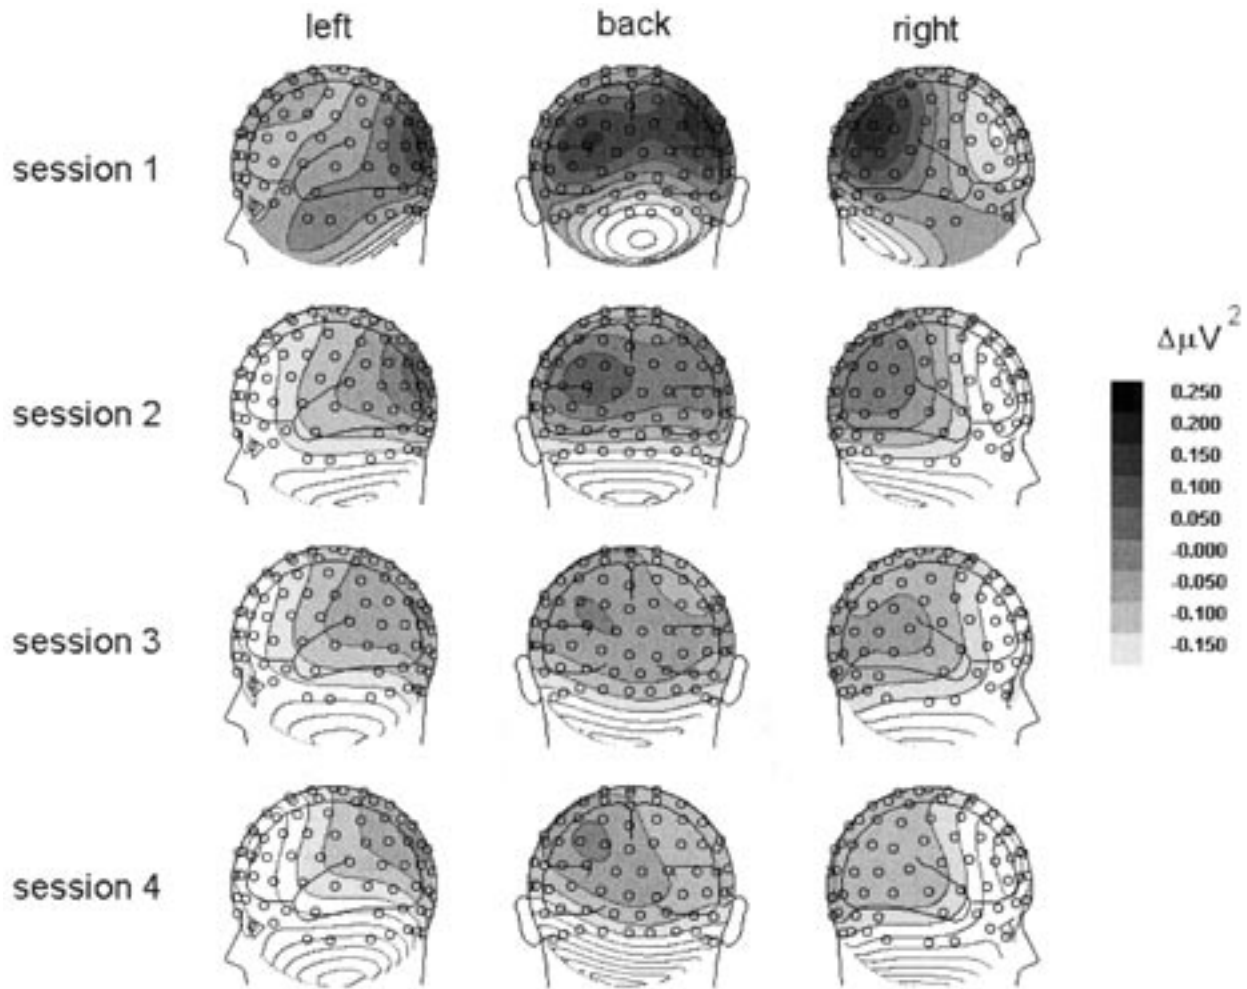 left back right
session 1
session 2
session 3
session 4
ΔμV²
0.250
0.200
0.150
0.100
0.050
-0.000
-0.050
-0.100
-0.150